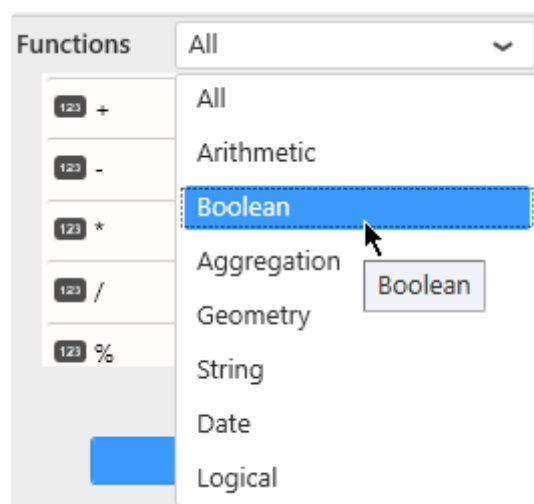 Functions All
All
123 +
Arithmetic
123 -
Boolean
123 *
Aggregation
Boolean
123 /
Geometry
123 %
String
Date
Logical